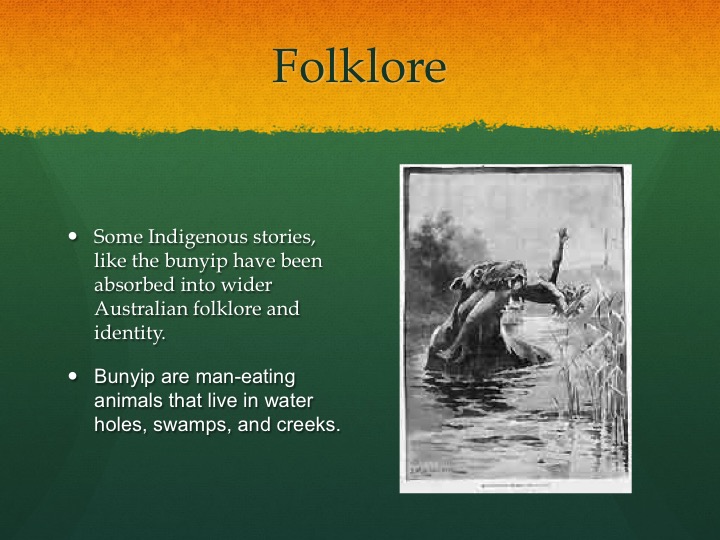 Folklore
Some Indigenous stories,
like the bunyip have been
absorbed into wider
Australian folklore and
identity.
Bunyip are man-eating
animals that live in water
holes, swamps, and creeks.